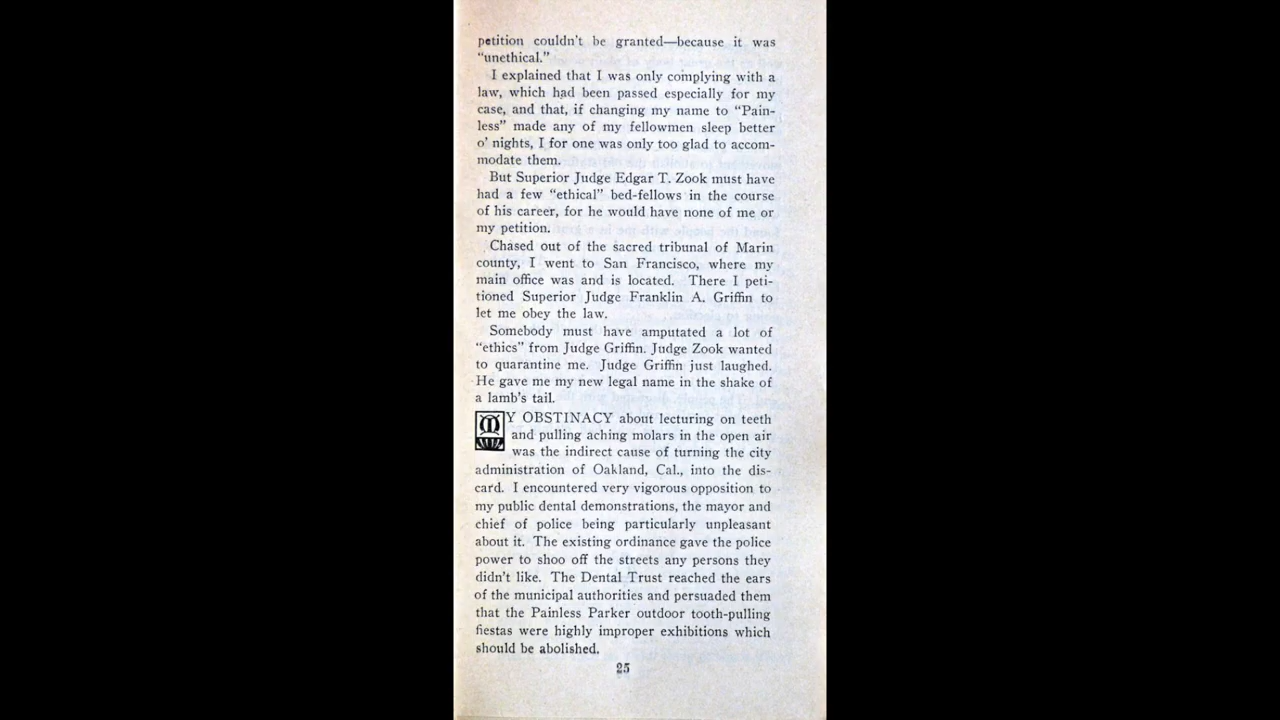 petition couldn't be granted—because it was
"unethical."
I explained that I was only complying with a
law, which had been passed especially for my
case, and that, if changing my name to "Pain-
less" made any of my fellowmen sleep better
o' nights, I for one was only too glad to accom-
modate them.
But Superior Judge Edgar T. Zook must have
had a few "ethical" bed-fellows in the course
of his career, for he would have none of me or
my petition.
Chased out of the sacred tribunal of Marin
county, I went to San Francisco, where my
main office was and is located. There I peti-
tioned Superior Judge Franklin A. Griffin to
let me obey the law.
Somebody must have amputated a lot of
"ethics" from Judge Griffin. Judge Zook wanted
to quarantine me. Judge Griffin just laughed.
He gave me my new legal name in the shake of
a lamb's tail.
MY OBSTINACY about lecturing on teeth
and pulling aching molars in the open air
was the indirect cause of turning the city
administration of Oakland, Cal., into the dis-
card. I encountered very vigorous opposition to
my public dental demonstrations, the mayor and
chief of police being particularly unpleasant
about it. The existing ordinance gave the police
power to shoo off the streets any persons they
didn't like. The Dental Trust reached the ears
of the municipal authorities and persuaded them
that the Painless Parker outdoor tooth-pulling
fiestas were highly improper exhibitions which
should be abolished.
25